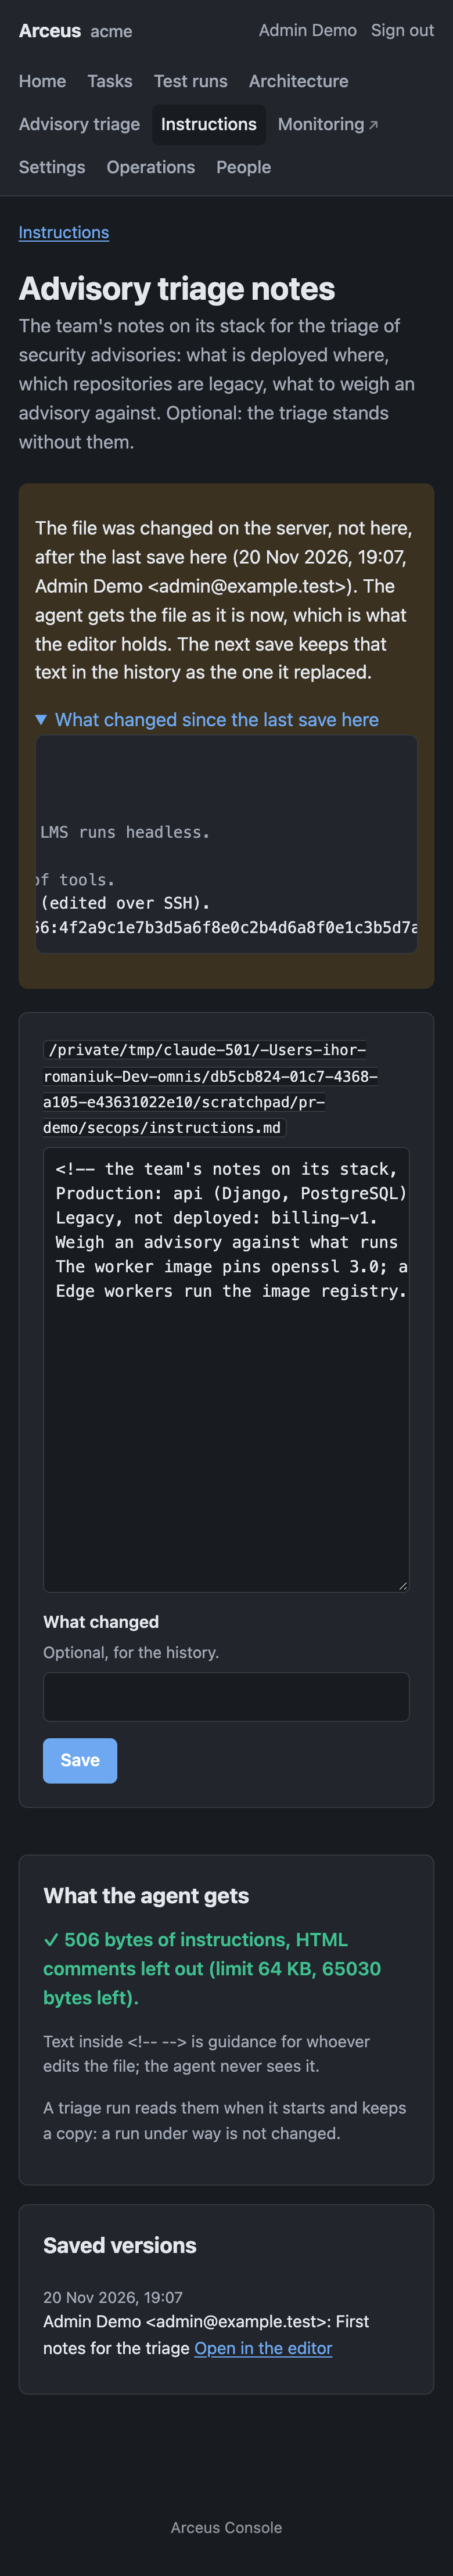 Arceus acme Admin Demo Sign out
Home Tasks Test runs Architecture
Advisory triage Instructions Monitoring ↗
Settings Operations People
Instructions
Advisory triage notes
The team's notes on its stack for the triage of
security advisories: what is deployed where,
which repositories are legacy, what to weigh an
advisory against. Optional: the triage stands
without them.
The file was changed on the server, not here,
after the last save here (20 Nov 2026, 19:07,
Admin Demo <admin@example.test>). The
agent gets the file as it is now, which is what
the editor holds. The next save keeps that
text in the history as the one it replaced.
▼ What changed since the last save here
LMS runs headless.
of tools.
(edited over SSH).
56:4f2a9c1e7b3d5a6f8e0c2b4d6a8f0e1c3b5d7a
/private/tmp/claude-501/-Users-ihor-
romaniuk-Dev-omnis/db5cb824-01c7-4368-
a105-e43631022e10/scratchpad/pr-
demo/secops/instructions.md
<!-- the team's notes on its stack,
Production: api (Django, PostgreSQL)
Legacy, not deployed: billing-v1.
Weigh an advisory against what runs
The worker image pins openssl 3.0; a
Edge workers run the image registry.
What changed
Optional, for the history.
Save
What the agent gets
✓ 506 bytes of instructions, HTML
comments left out (limit 64 KB, 65030
bytes left).
Text inside <!-- --> is guidance for whoever
edits the file; the agent never sees it.
A triage run reads them when it starts and keeps
a copy: a run under way is not changed.
Saved versions
20 Nov 2026, 19:07
Admin Demo <admin@example.test>: First
notes for the triage Open in the editor
Arceus Console